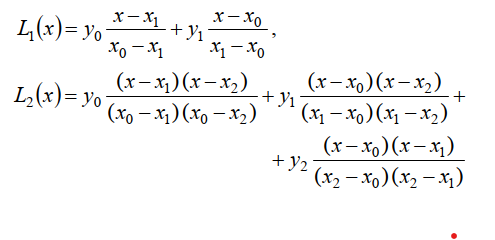 L₁(x) = y₀ (x − x₁)/(x₀ − x₁) + y₁ (x − x₀)/(x₁ − x₀),
L₂(x) = y₀ ((x − x₁)(x − x₂))/((x₀ − x₁)(x₀ − x₂)) + y₁ ((x − x₀)(x − x₂))/((x₁ − x₀)(x₁ − x₂)) +
+ y₂ ((x − x₀)(x − x₁))/((x₂ − x₀)(x₂ − x₁))